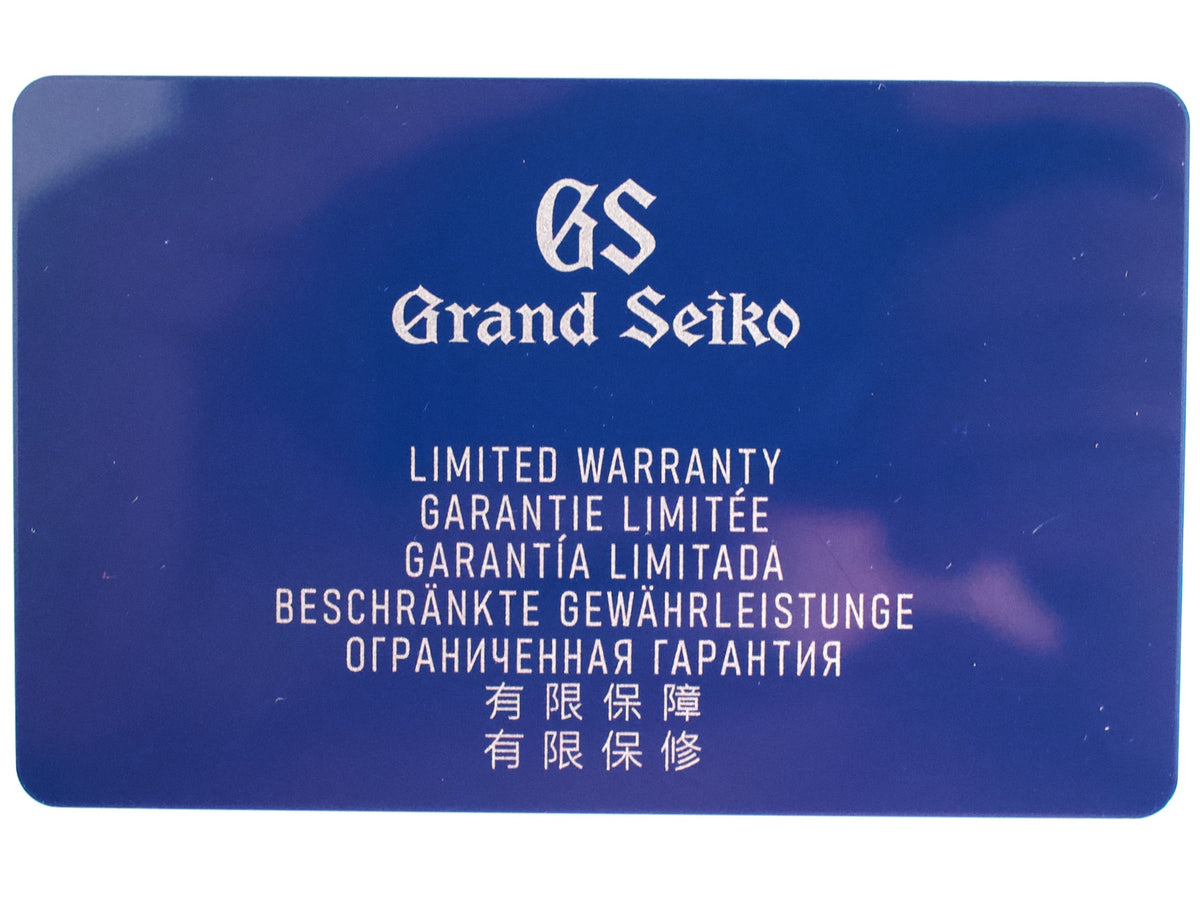 GS
Grand Seiko
LIMITED WARRANTY
GARANTIE LIMITÉE
GARANTÍA LIMITADA
BESCHRÄNKTE GEWÄHRLEISTUNGE
ОГРАНИЧЕННАЯ ГАРАНТИЯ
有限保障
有限保修